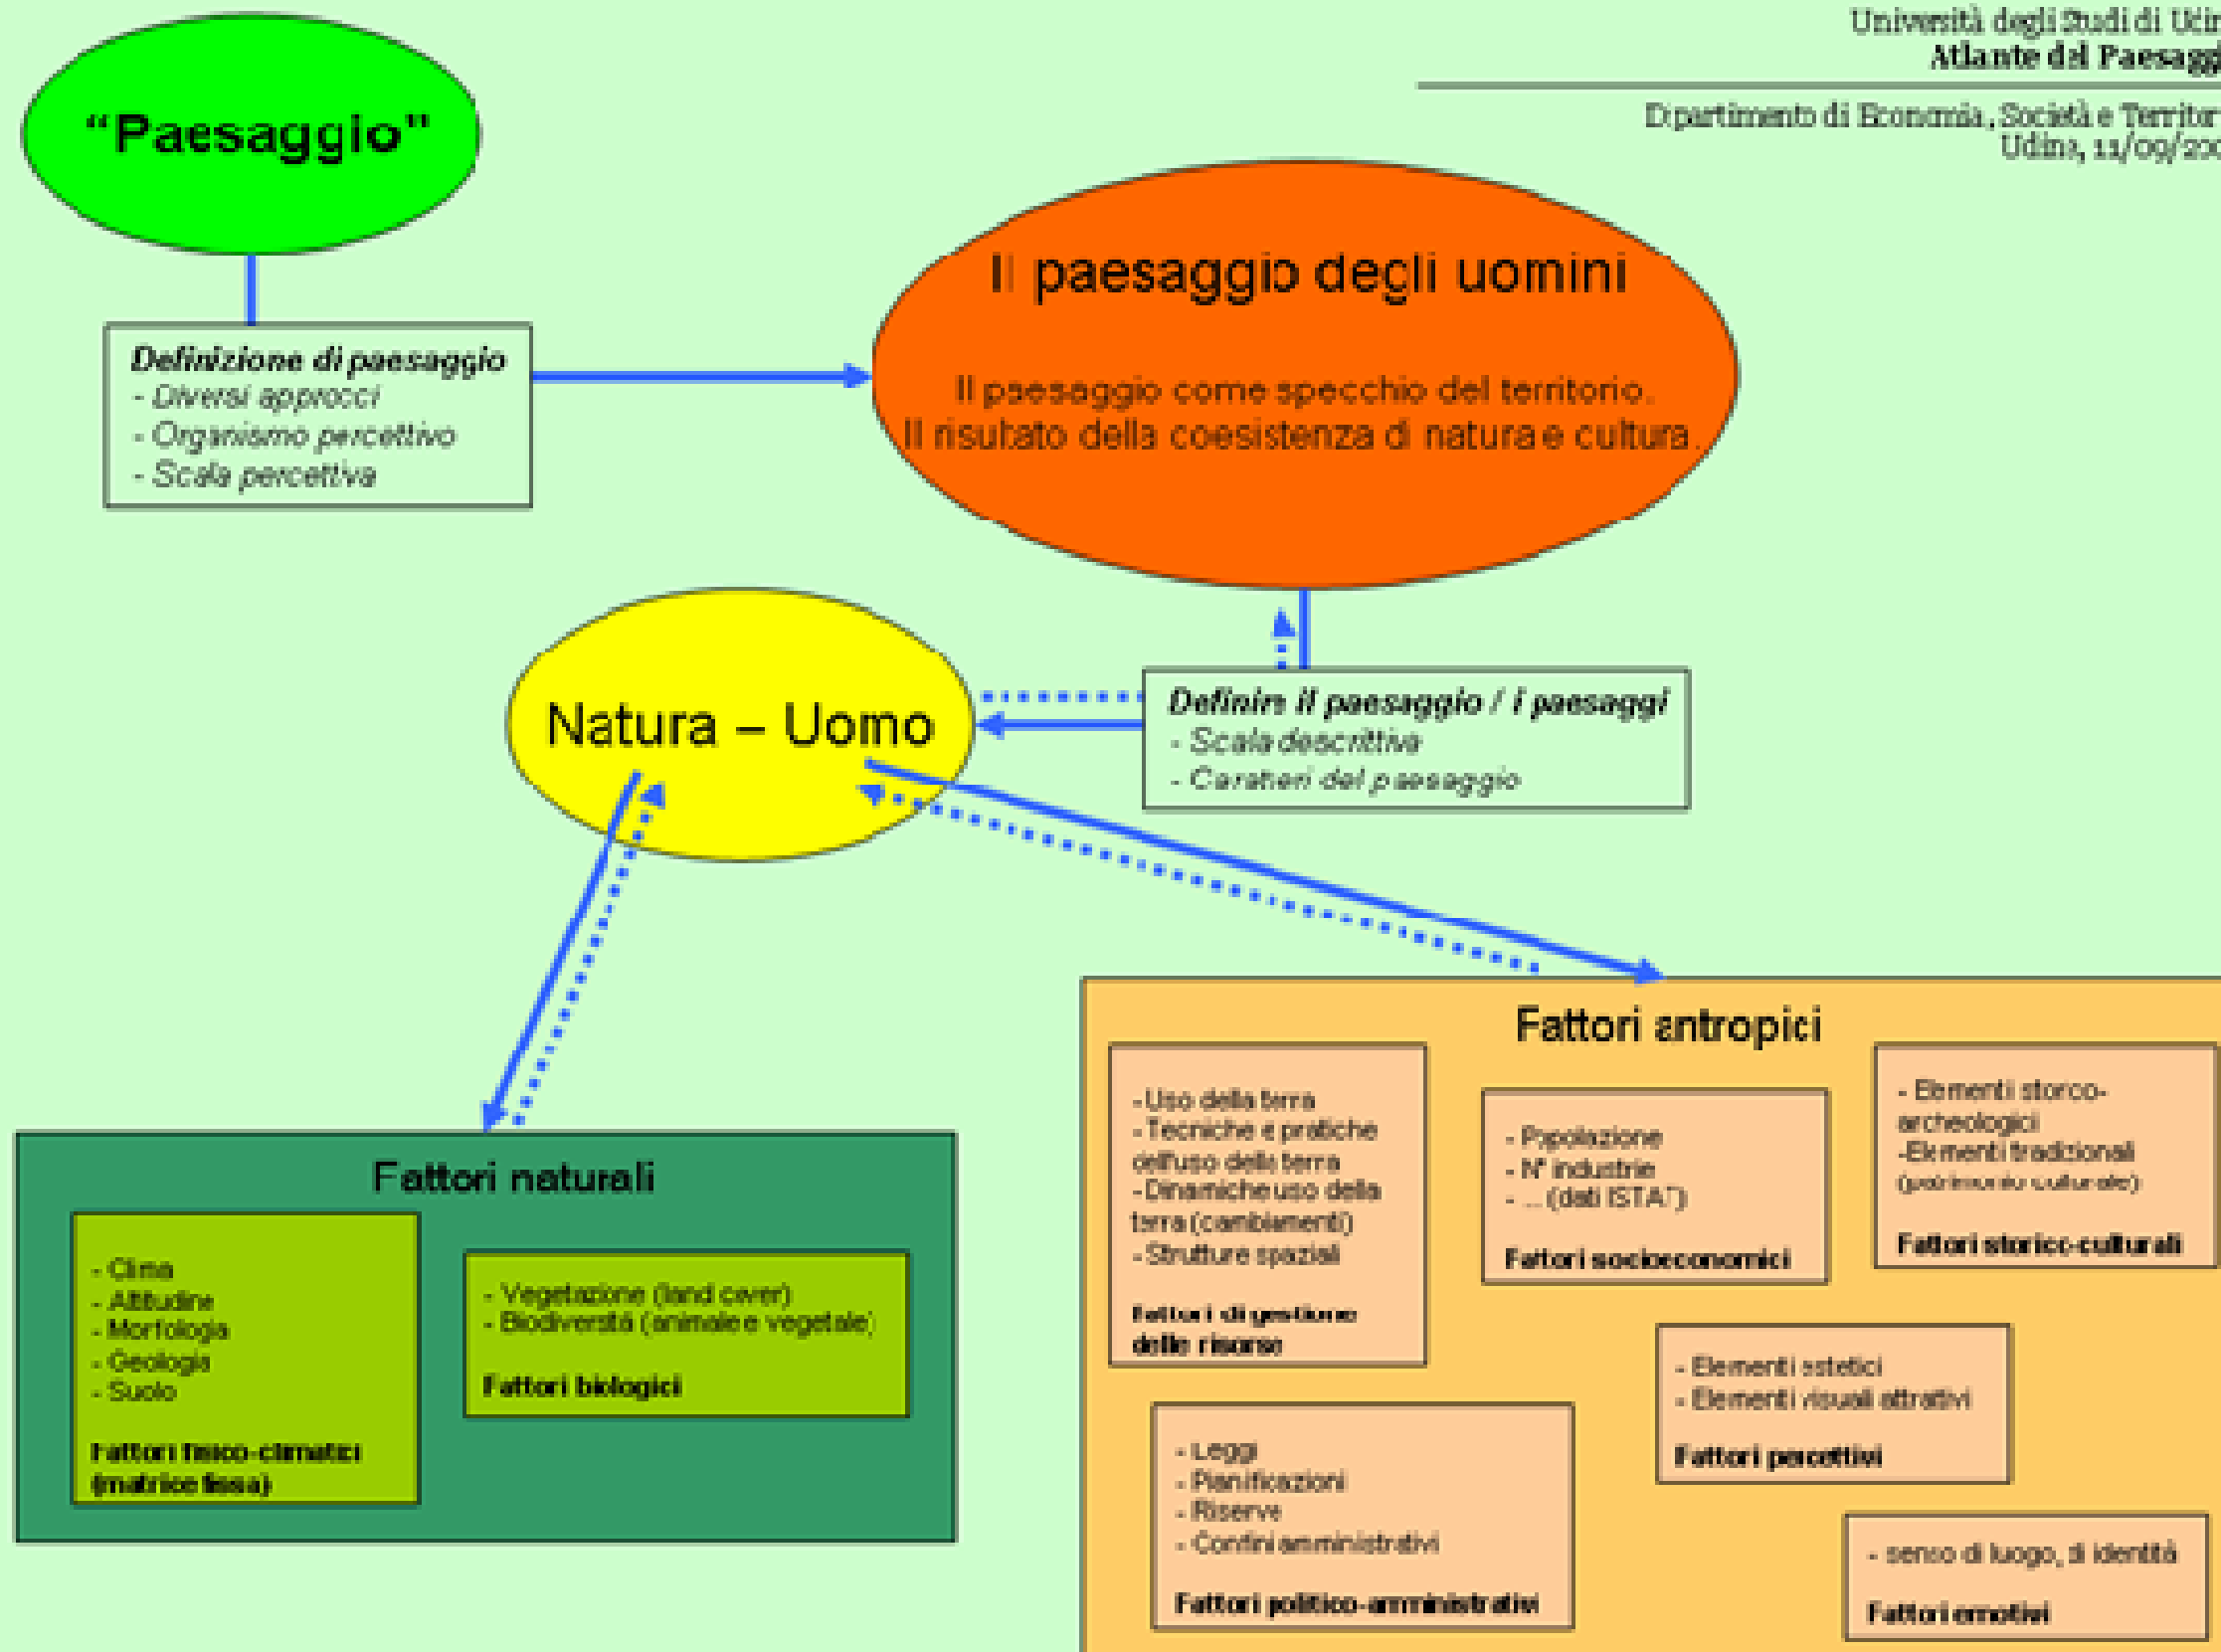 Università degli Studi di
Atlante del
Dipartimento di Economia, Società e
Udine, 11/09/
“Paesaggio”
Definizione di paesaggio
- Diversi approcci
- Organismo percettivo
- Scala percettiva
Il paesaggio degli uomini
Il paesaggio come specchio del territorio.
Il risultato della coesistenza di natura e cultura.
Natura – Uomo
Definire il paesaggio / i paesaggi
- Scala descrittiva
- Caratteri del paesaggio
Fattori naturali
- Clima
- Altitudine
- Morfologia
- Geologia
- Suolo
Fattori fisico-climatici
(matrice fissa)
- Vegetazione (land cover)
- Biodiversità (animale e vegetale)
Fattori biologici
Fattori antropici
-Uso della terra
-Tecniche e pratiche
dell'uso della terra
-Dinamiche uso della
terra (cambiamenti)
-Strutture spaziali
Fattori di gestione
delle risorse
- Popolazione
- N° industrie
- ... (dati ISTAT)
Fattori socioeconomici
- Elementi storico-
archeologici
-Elementi tradizionali
(patrimonio culturale)
Fattori storico-culturali
- Leggi
- Pianificazioni
- Riserve
- Confini amministrativi
Fattori politico-amministrativi
- Elementi estetici
- Elementi visuali attrattivi
Fattori percettivi
- senso di luogo, di identità
Fattori emotivi